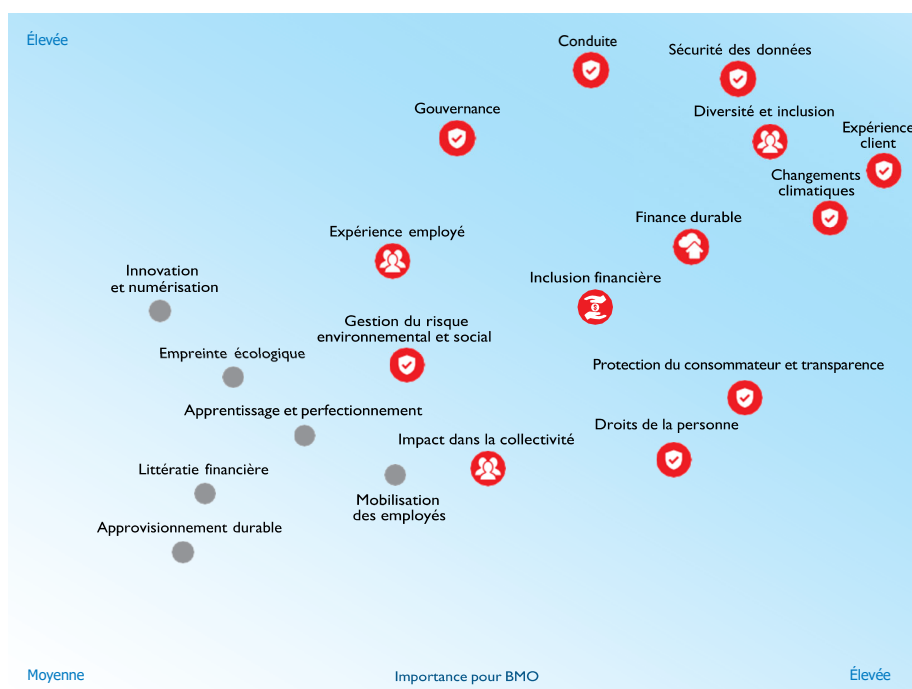 Élevée
Conduite
Sécurité des données
Gouvernance
Diversité et inclusion
Expérience
client
Changements
climatiques
Finance durable
Expérience employé
Innovation
et numérisation
Inclusion financière
Gestion du risque
environnemental et social
Empreinte écologique
Protection du consommateur et transparence
Apprentissage et perfectionnement
Droits de la personne
Impact dans la collectivité
Littératie financière
Mobilisation
des employés
Approvisionnement durable
Moyenne
Importance pour BMO
Élevée